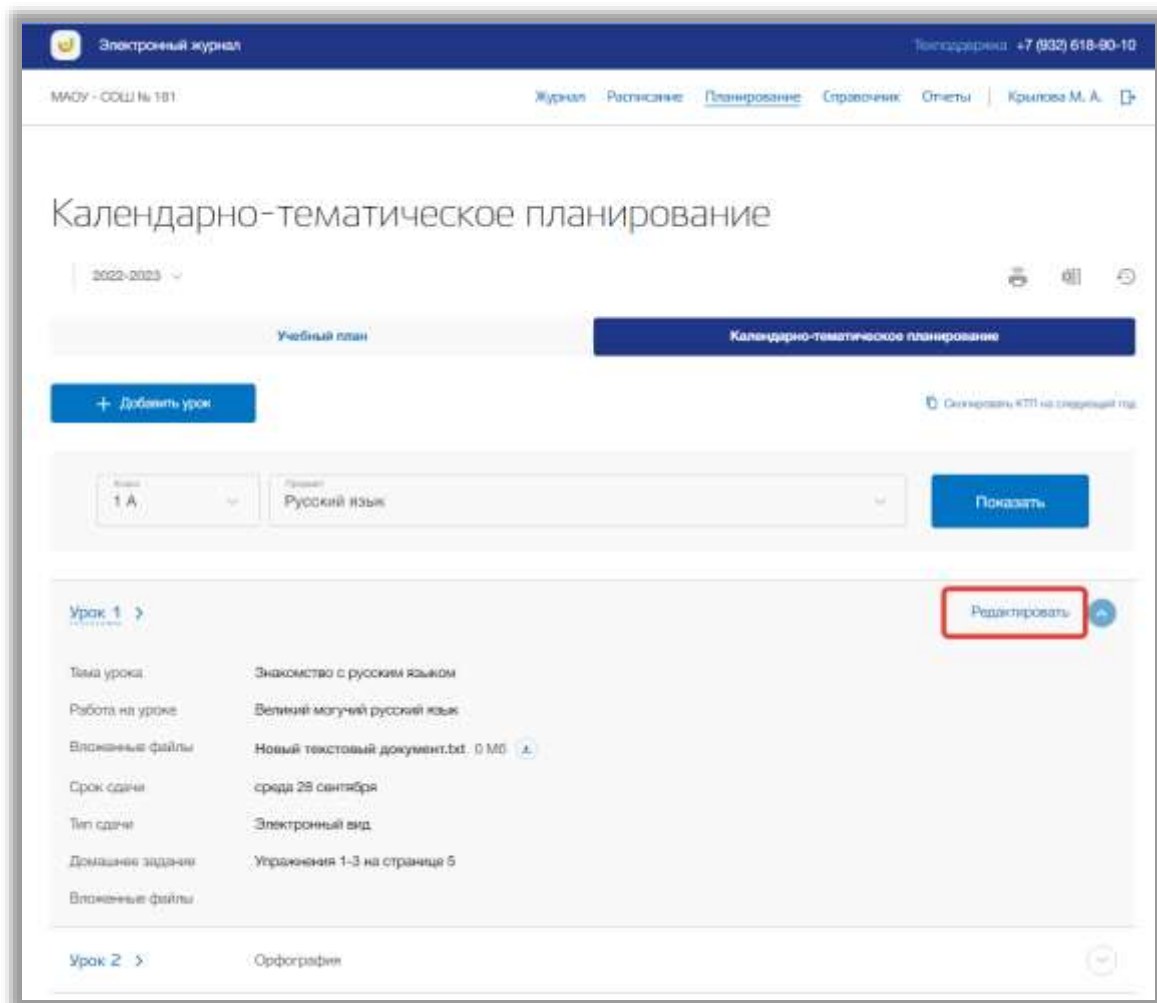 Электронный журнал Техподдержка +7 (932) 618-90-10
МАОУ - СОШ № 181 Журнал Расписание Планирование Справочник Отчеты Крылова М. А.
Календарно-тематическое планирование
2022-2023
Учебный план Календарно-тематическое планирование
+ Добавить урок Скопировать КТП на следующий год
Класс Предмет
1 А Русский язык Показать
Урок 1 Редактировать
Тема урока Знакомство с русским языком
Работа на уроке Великий могучий русский язык
Вложенные файлы Новый текстовый документ.txt 0 Мб
Срок сдачи среда 28 сентября
Тип сдачи Электронный вид
Домашнее задание Упражнения 1-3 на странице 5
Вложенные файлы
Урок 2 Орфография